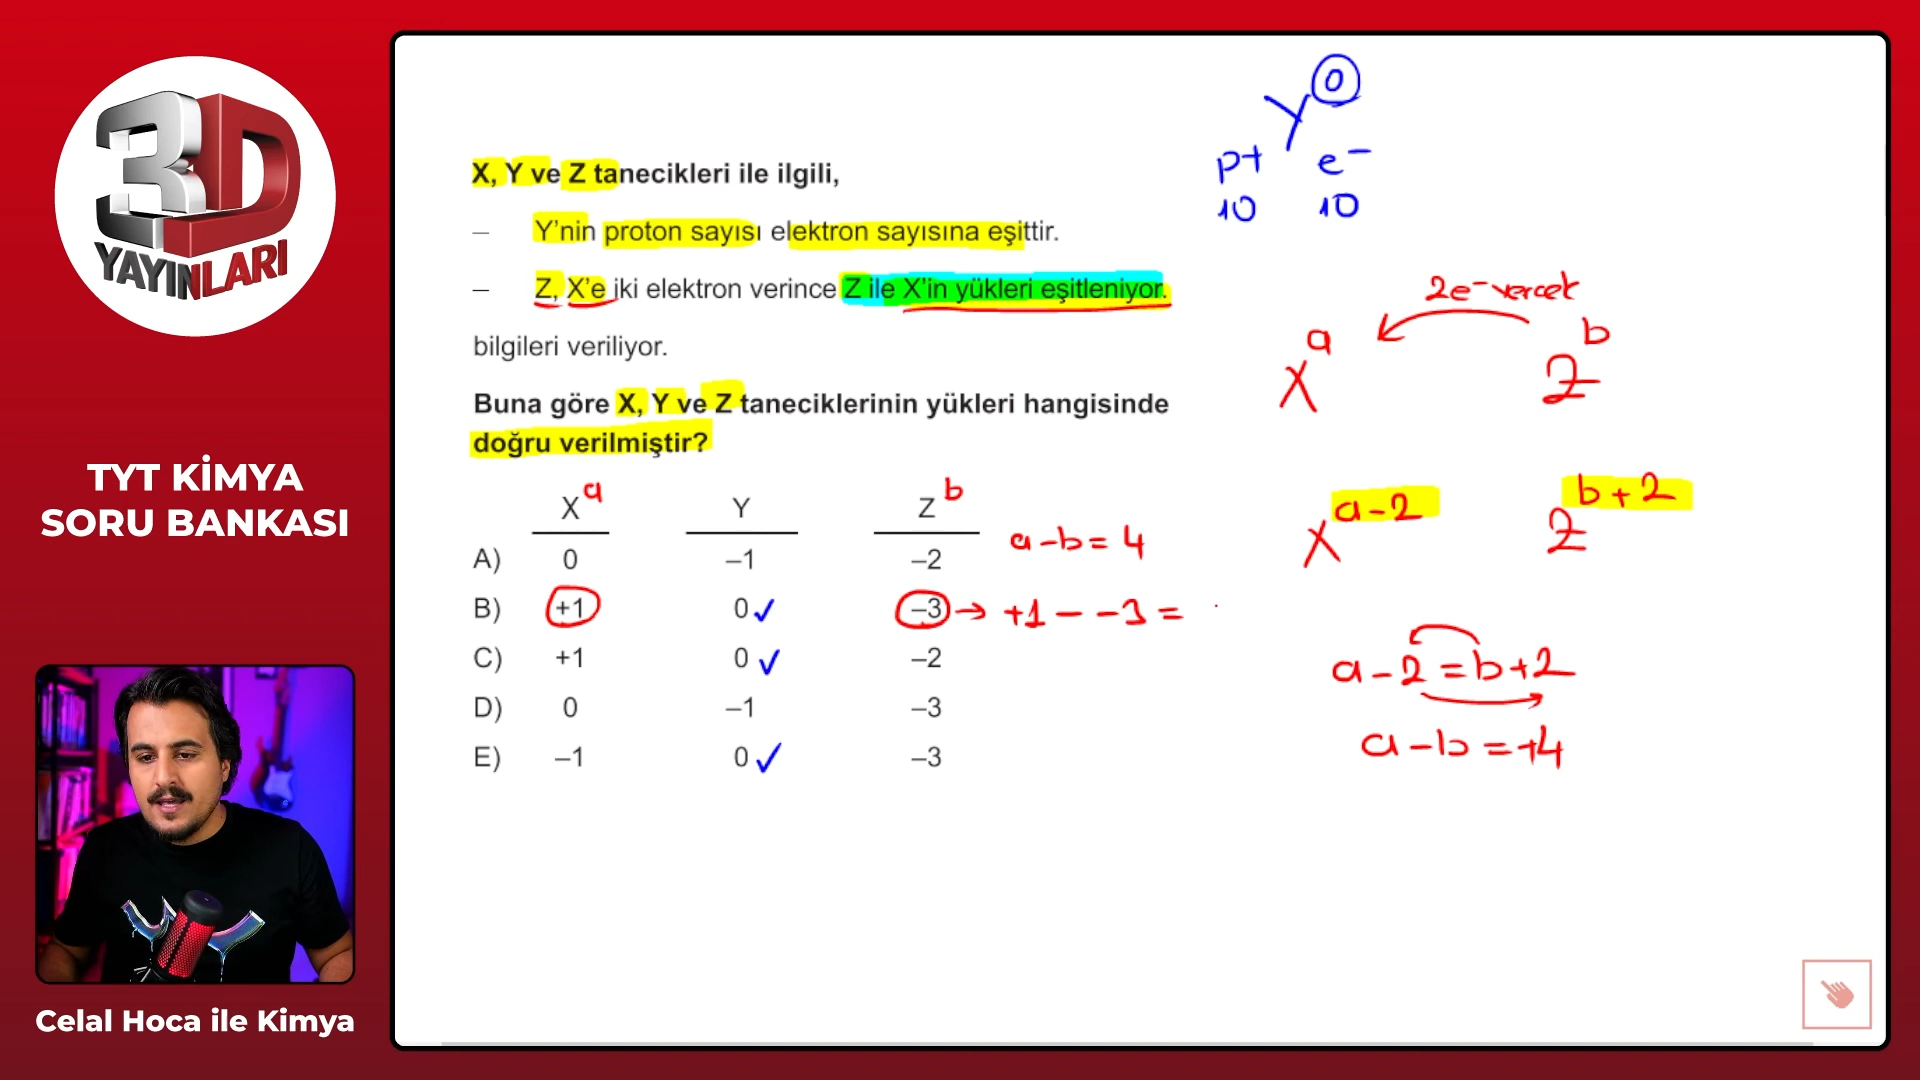 3D
YAYINLARI
TYT KİMYA
SORU BANKASI
Celal Hoca ile Kimya
X, Y ve Z tanecikleri ile ilgili,
– Y'nin proton sayısı elektron sayısına eşittir.
– Z, X'e iki elektron verince Z ile X'in yükleri eşitleniyor.
bilgileri veriliyor.
Buna göre X, Y ve Z taneciklerinin yükleri hangisinde
doğru verilmiştir?
X a Y Z b
A) 0 –1 –2
B) +1 0 ✓ –3 → +1 – –3 =
C) +1 0 ✓ –2
D) 0 –1 –3
E) –1 0 ✓ –3
a–b= 4
Y 0
p+ e–
10 10
2e– verecek
X a Z b
X a–2 Z b+2
a–2=b+2
a–b=+4